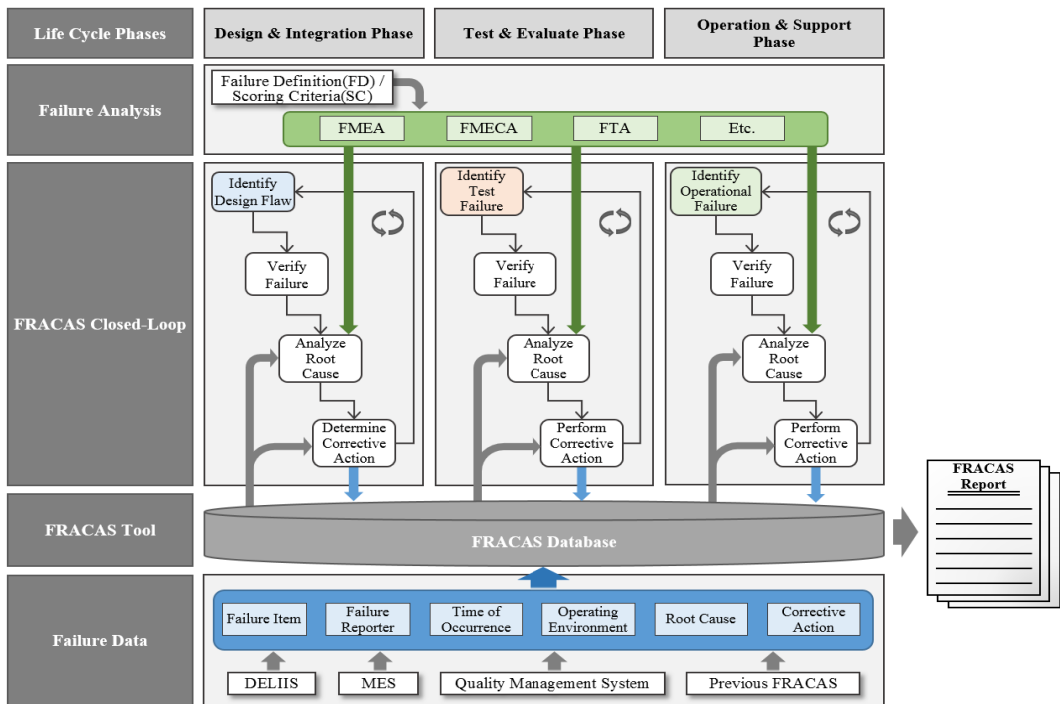 Life Cycle Phases
Design & Integration Phase
Test & Evaluate Phase
Operation & Support
Phase
Failure Analysis
Failure Definition(FD) /
Scoring Criteria(SC)
FMEA
FMECA
FTA
Etc.
FRACAS Closed-Loop
Identify
Design Flaw
Verify
Failure
Analyze
Root
Cause
Determine
Corrective
Action
Identify
Test
Failure
Verify
Failure
Analyze
Root
Cause
Perform
Corrective
Action
Identify
Operational
Failure
Verify
Failure
Analyze
Root
Cause
Perform
Corrective
Action
FRACAS Tool
FRACAS Database
FRACAS
Report
Failure Data
Failure Item
Failure
Reporter
Time of
Occurrence
Operating
Environment
Root Cause
Corrective
Action
DELIIS
MES
Quality Management System
Previous FRACAS